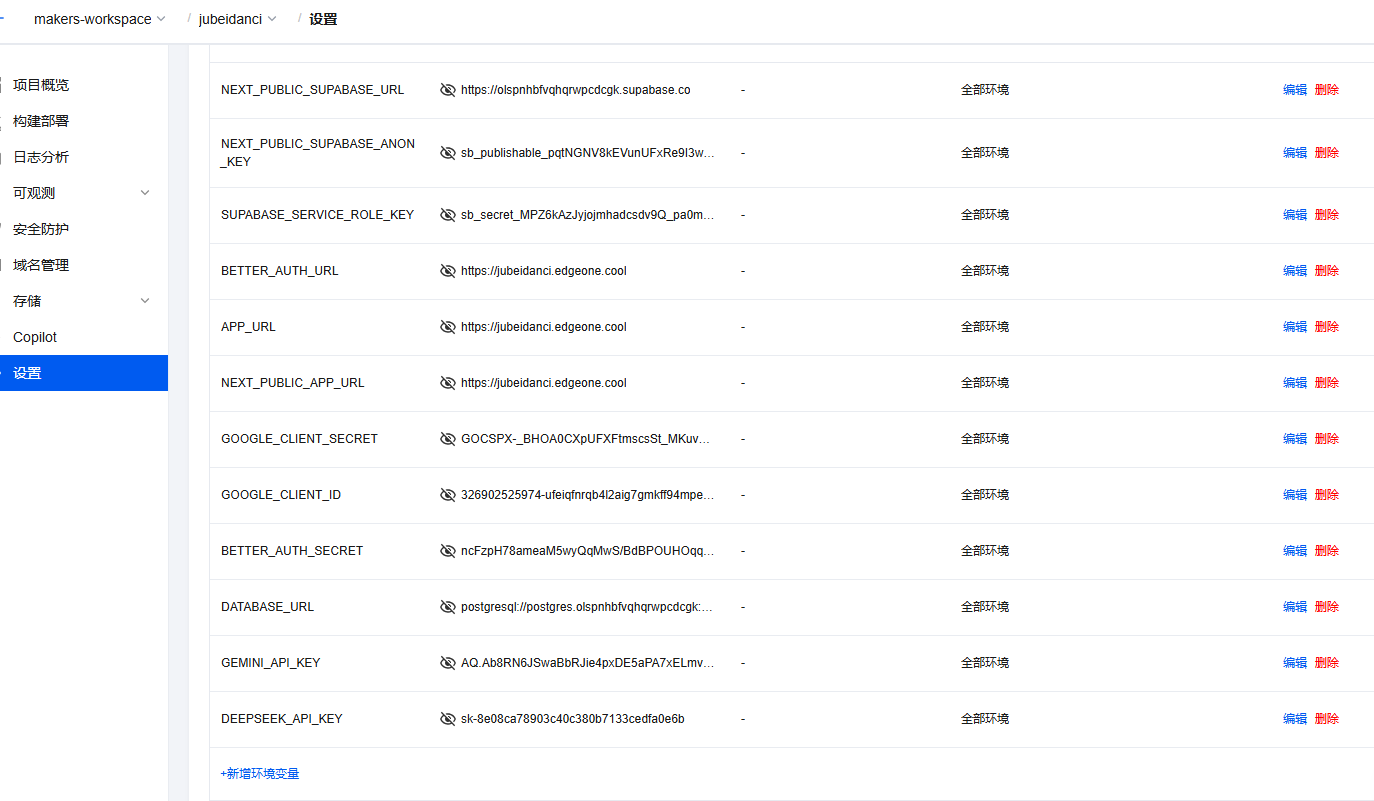 makers-workspace / jubeidanci / 设置
项目概览
构建部署
日志分析
可观测
安全防护
域名管理
存储
Copilot
设置
NEXT_PUBLIC_SUPABASE_URL https://olspnhbfvqhqrwpcdcgk.supabase.co - 全部环境 编辑 删除
NEXT_PUBLIC_SUPABASE_ANON
_KEY sb_publishable_pqtNGNV8kEVunUFxRe9l3w... - 全部环境 编辑 删除
SUPABASE_SERVICE_ROLE_KEY sb_secret_MPZ6kAzJyjojmhadcsdv9Q_pa0m... - 全部环境 编辑 删除
BETTER_AUTH_URL https://jubeidanci.edgeone.cool - 全部环境 编辑 删除
APP_URL https://jubeidanci.edgeone.cool - 全部环境 编辑 删除
NEXT_PUBLIC_APP_URL https://jubeidanci.edgeone.cool - 全部环境 编辑 删除
GOOGLE_CLIENT_SECRET GOCSPX-_BHOA0CXpUFXFtmscsSt_MKuv... - 全部环境 编辑 删除
GOOGLE_CLIENT_ID 326902525974-ufeiqfnrqb4l2aig7gmkff94mpe... - 全部环境 编辑 删除
BETTER_AUTH_SECRET ncFzpH78ameaM5wyQqMwS/BdBPOUHOqq... - 全部环境 编辑 删除
DATABASE_URL postgresql://postgres.olspnhbfvqhqrwpcdcgk:... - 全部环境 编辑 删除
GEMINI_API_KEY AQ.Ab8RN6JSwaBbRJie4pxDE5aPA7xELmv... - 全部环境 编辑 删除
DEEPSEEK_API_KEY sk-8e08ca78903c40c380b7133cedfa0e6b - 全部环境 编辑 删除
+新增环境变量